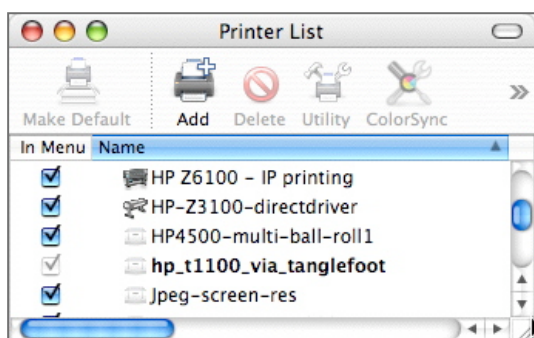 Printer List
Make Default Add Delete Utility ColorSync
In Menu Name
HP Z6100 - IP printing
HP-Z3100-directdriver
HP4500-multi-ball-roll1
hp_t1100_via_tanglefoot
Jpeg-screen-res